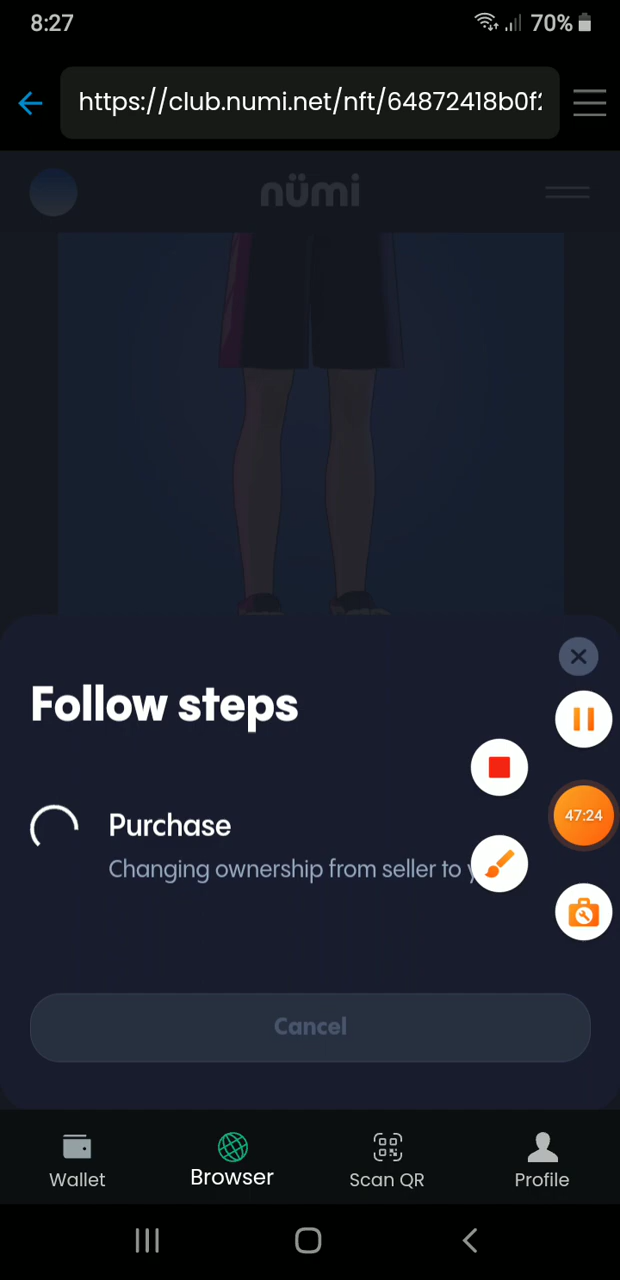 8:27
70%
https://club.numi.net/nft/64872418b0f
nümi
Follow steps
47:24
Purchase
Changing ownership from seller to
Cancel
Wallet
Browser
Scan QR
Profile